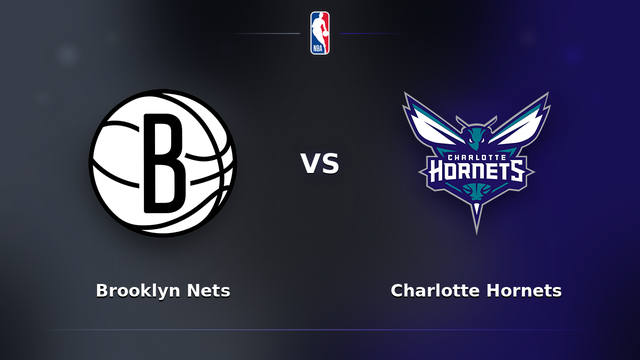 NBA
B
VS
CHARLOTTE
HORNETS
Brooklyn Nets
Charlotte Hornets